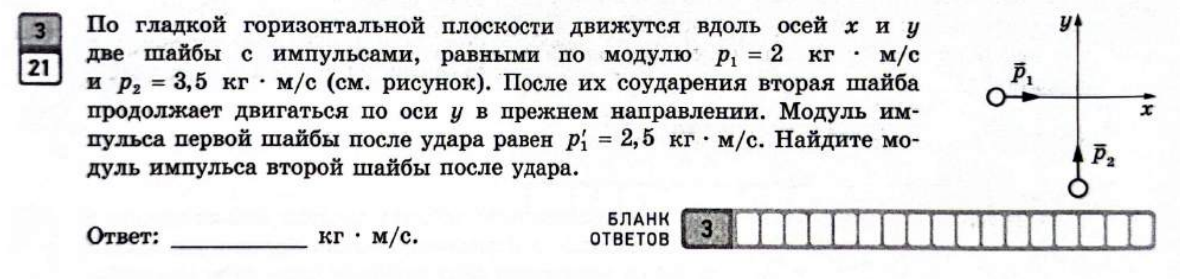 3
21
По гладкой горизонтальной плоскости движутся вдоль осей x и y
две шайбы с импульсами, равными по модулю p₁ = 2 кг · м/с
и p₂ = 3,5 кг · м/с (см. рисунок). После их соударения вторая шайба
продолжает двигаться по оси y в прежнем направлении. Модуль им-
пульса первой шайбы после удара равен p₁′ = 2,5 кг · м/с. Найдите мо-
дуль импульса второй шайбы после удара.
y
p̄₁
x
p̄₂
Ответ: __________ кг · м/с.
БЛАНК
ОТВЕТОВ
3